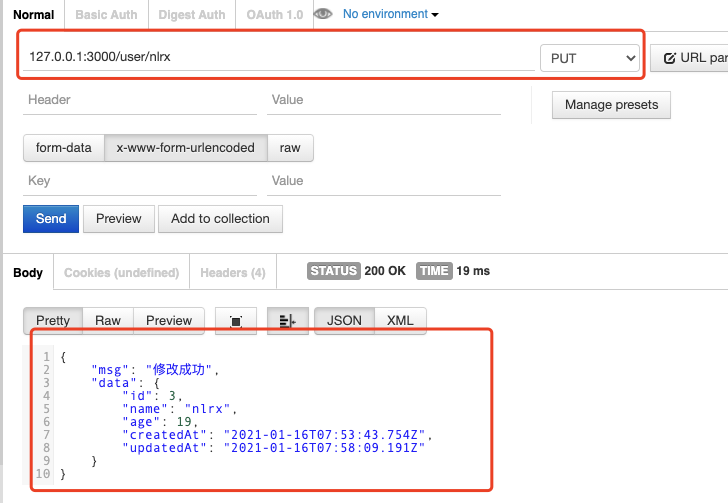 Normal Basic Auth Digest Auth OAuth 1.0 No environment
127.0.0.1:3000/user/nlrx PUT URL par
Header Value Manage presets
form-data x-www-form-urlencoded raw
Key Value
Send Preview Add to collection
Body Cookies (undefined) Headers (4) STATUS 200 OK TIME 19 ms
Pretty Raw Preview JSON XML
1 {
2 "msg": "修改成功",
3 "data": {
4 "id": 3,
5 "name": "nlrx",
6 "age": 19,
7 "createdAt": "2021-01-16T07:53:43.754Z",
8 "updatedAt": "2021-01-16T07:58:09.191Z"
9 }
10 }